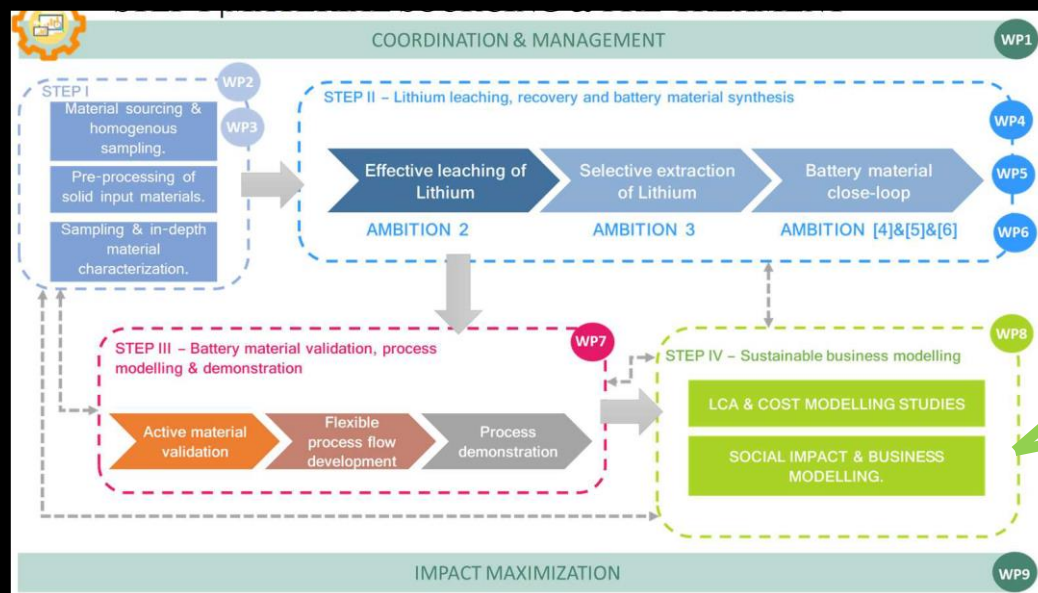 COORDINATION & MANAGEMENT
WP1
STEP I
WP2
WP3
Material sourcing &
homogenous
sampling.
Pre-processing of
solid input materials.
Sampling & in-depth
material
characterization.
STEP II – Lithium leaching, recovery and battery material synthesis
WP4
WP5
WP6
Effective leaching of
Lithium
Selective extraction
of Lithium
Battery material
close-loop
AMBITION 2
AMBITION 3
AMBITION [4]&[5]&[6]
STEP III – Battery material validation, process
modelling & demonstration
WP7
Active material
validation
Flexible
process flow
development
Process
demonstration
WP8
STEP IV – Sustainable business modelling
LCA & COST MODELLING STUDIES
SOCIAL IMPACT & BUSINESS
MODELLING.
IMPACT MAXIMIZATION
WP9